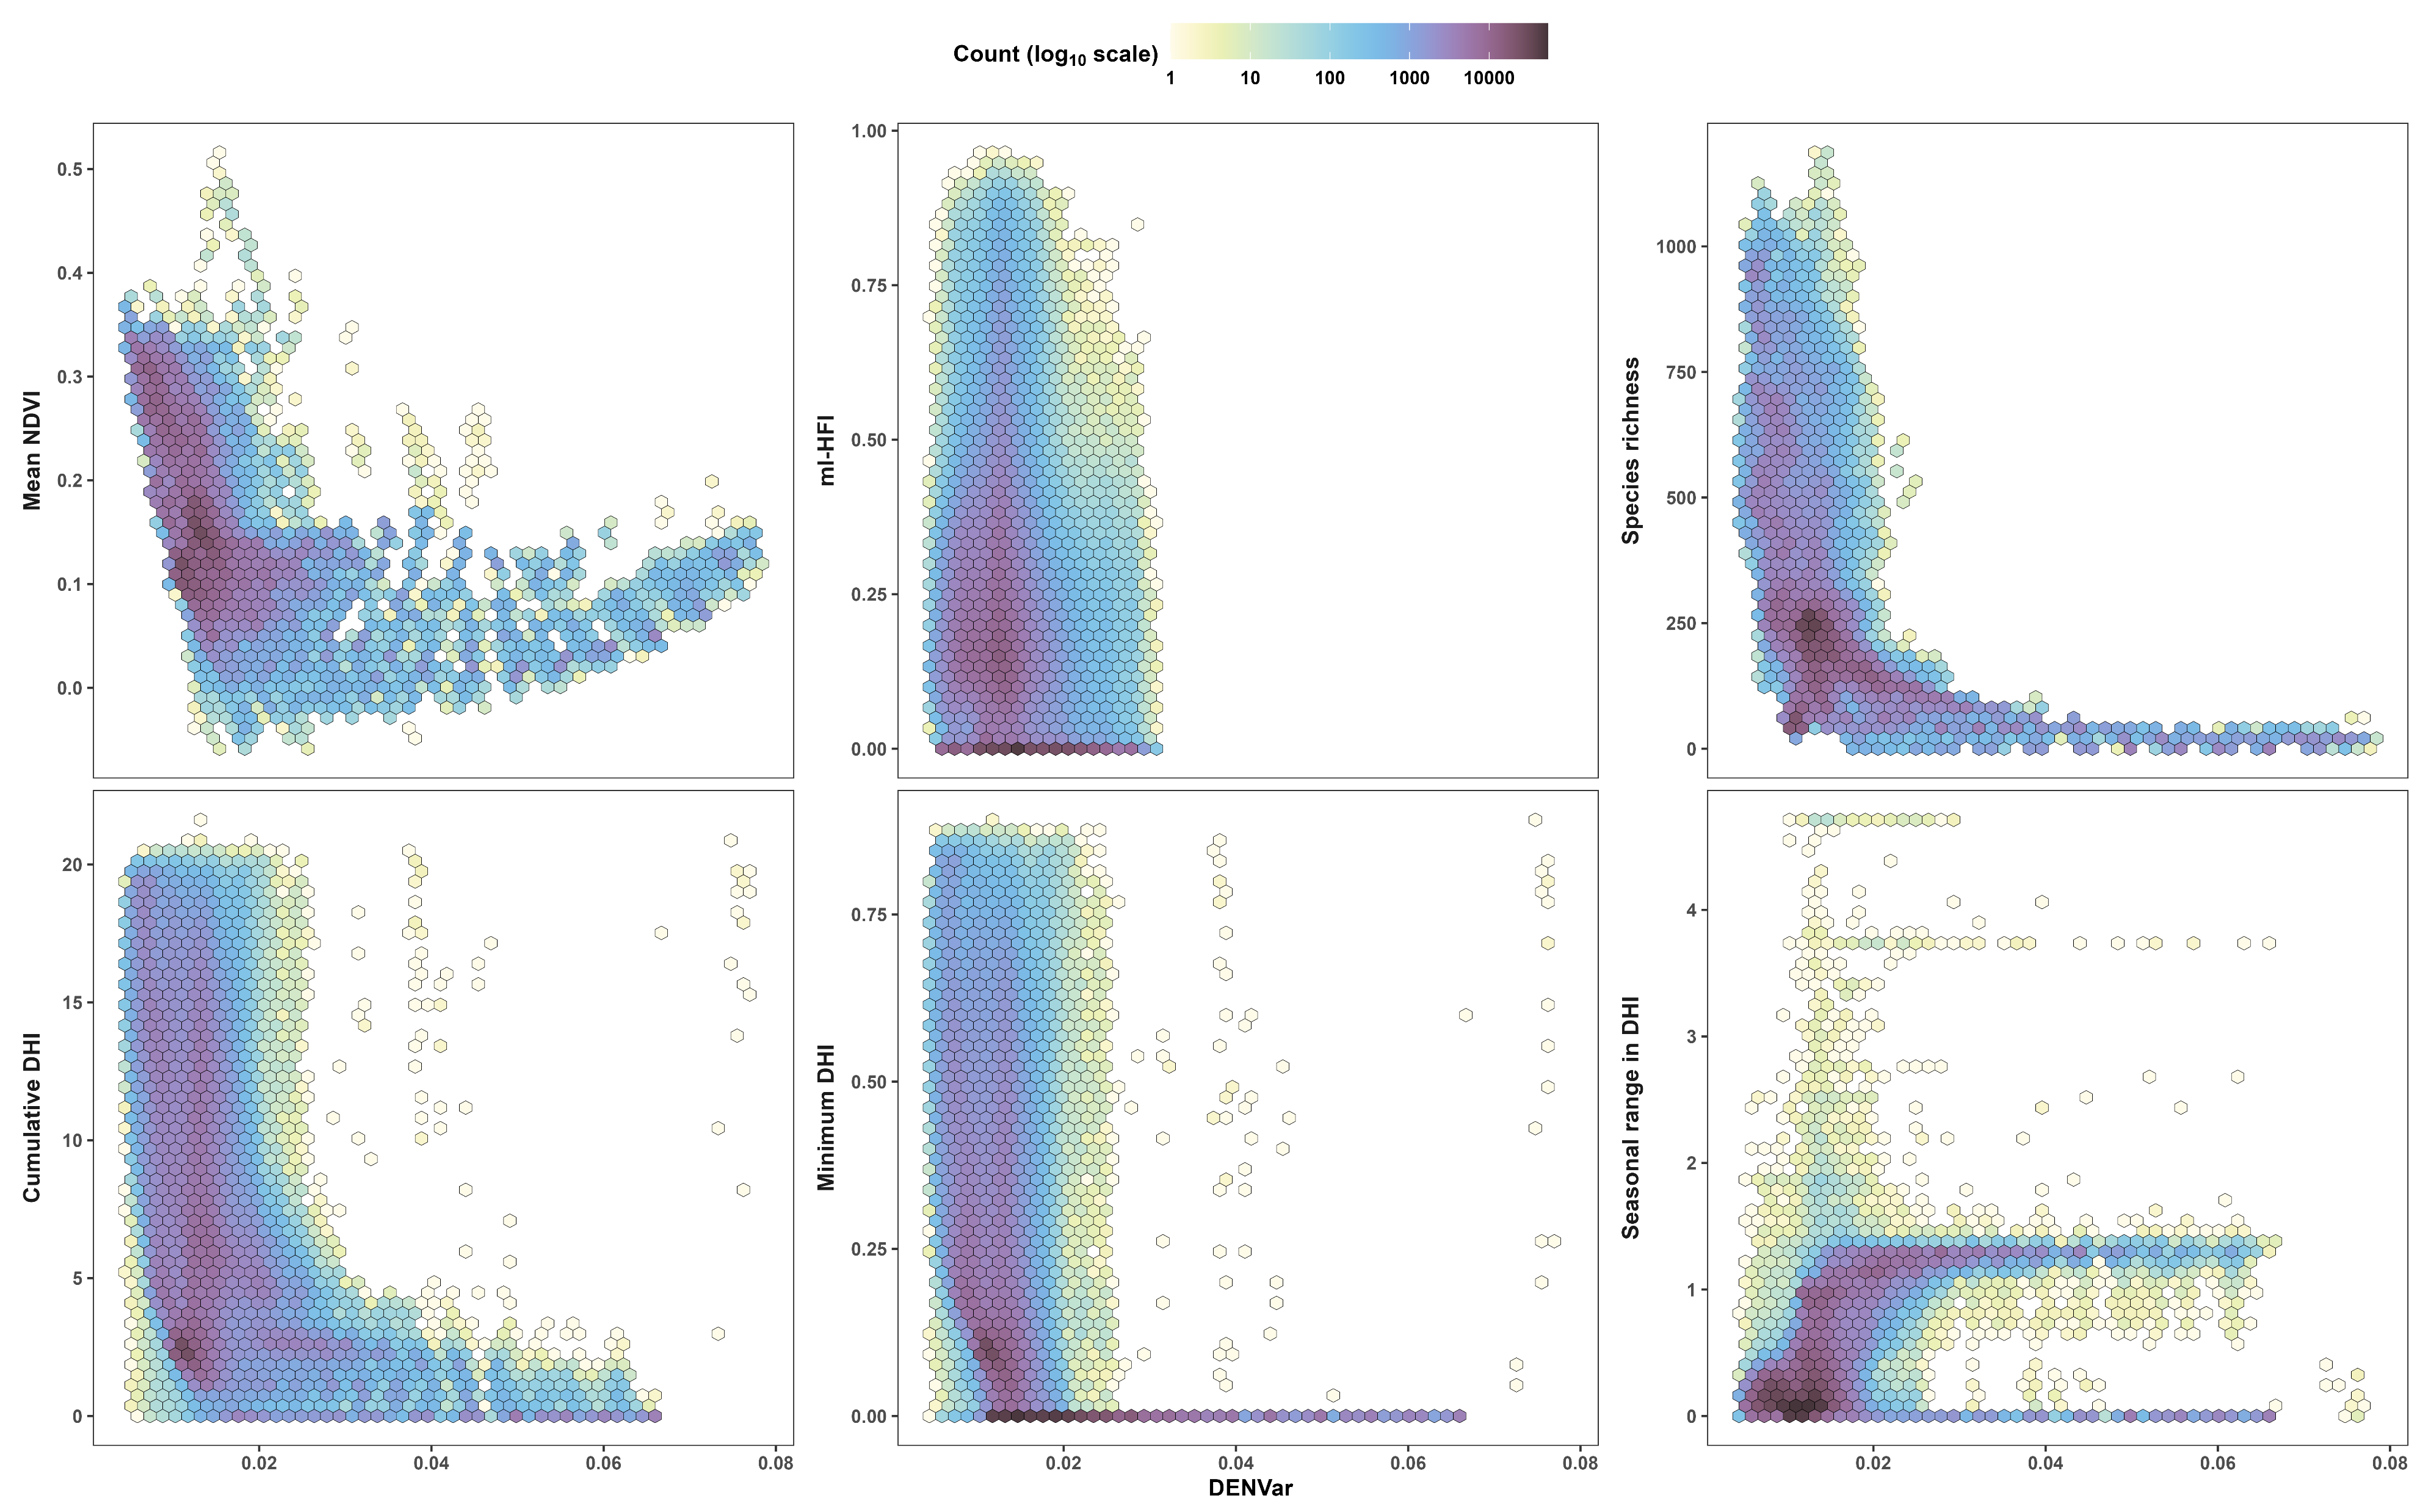 Count (log₁₀ scale)
1 10 100 1000 10000
Mean NDVI
0.5
0.4
0.3
0.2
0.1
0.0
ml-HFI
1.00
0.75
0.50
0.25
0.00
Species richness
1000
750
500
250
0
Cumulative DHI
20
15
10
5
0
0.02 0.04 0.06 0.08
Minimum DHI
0.75
0.50
0.25
0.00
0.02 0.04 0.06 0.08
Seasonal range in DHI
4
3
2
1
0
0.02 0.04 0.06 0.08
DENVar